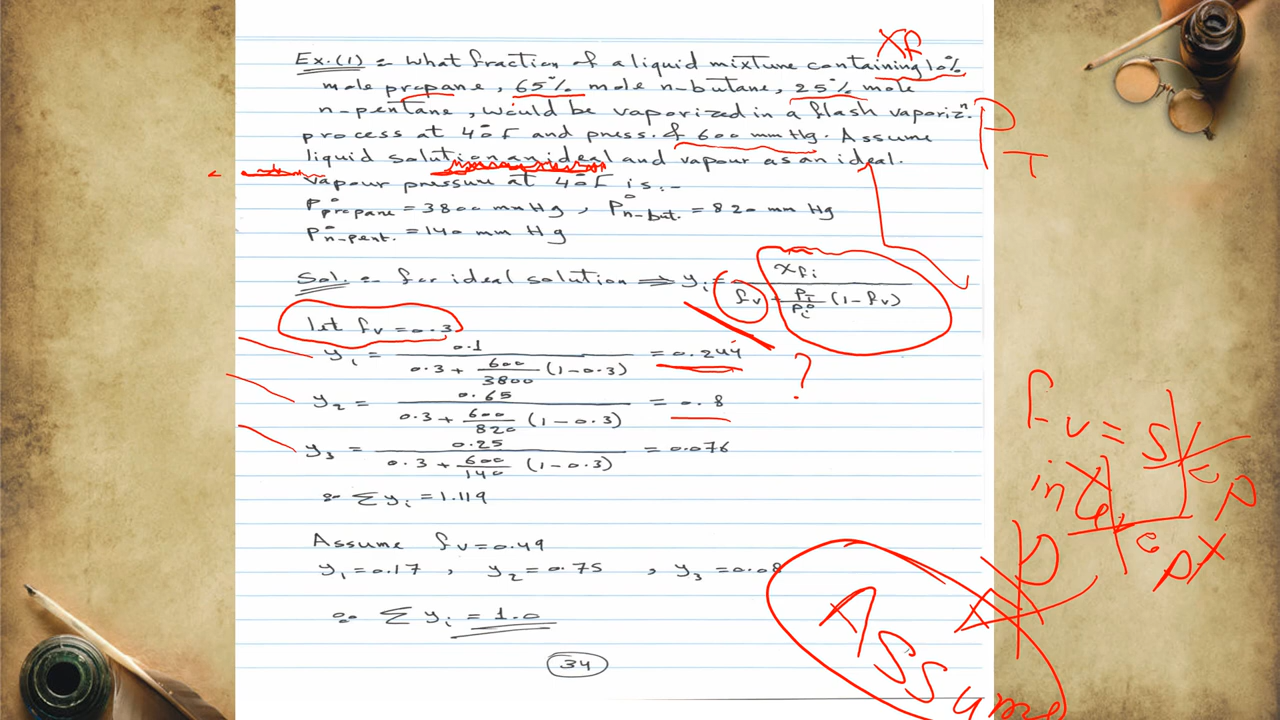 Ex.(1) = What fraction of a liquid mixture containing 10%
mole propane, 65% mole n-butane, 25% mole
n-pentane, would be vaporized in a flash vaporizn.
process at 40°F and press. of 600 mm Hg. Assume
liquid solution an ideal and vapour as an ideal.
vapour pressure at 40°F is:-
P°propane = 3800 mm Hg, P°n-but. = 820 mm Hg
P°n-pent. = 140 mm Hg
Sol. = for ideal solution ⟹ yi = xfi / (fv + PT/Pi° (1-fv))
let fv = 0.3
y1 = 0.1 / (0.3 + 600/3800 (1-0.3)) = 0.244
y2 = 0.65 / (0.3 + 600/820 (1-0.3)) = 0.8
y3 = 0.25 / (0.3 + 600/140 (1-0.3)) = 0.076
∴ Σyi = 1.119
Assume fv = 0.49
y1 = 0.17, y2 = 0.75, y3 = 0.08
∴ Σyi = 1.0
34
Xf
PT
?
fv =
Assume